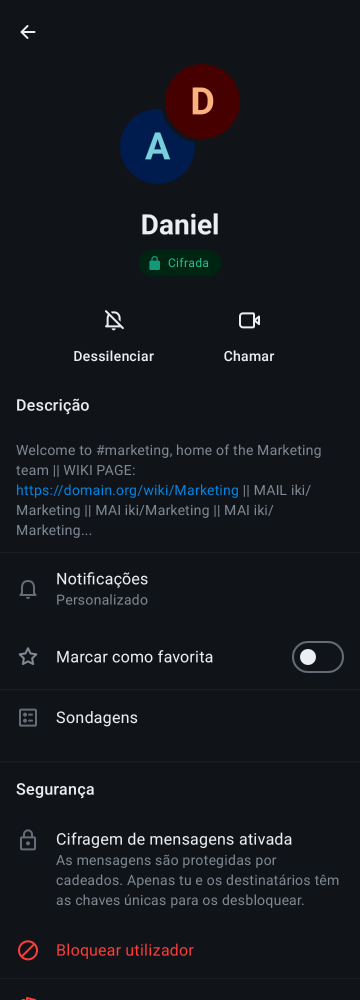 D
A
Daniel
Cifrada
Dessilenciar
Chamar
Descrição
Welcome to #marketing, home of the Marketing
team || WIKI PAGE:
https://domain.org/wiki/Marketing || MAIL iki/
Marketing || MAI iki/Marketing || MAI iki/
Marketing...
Notificações
Personalizado
Marcar como favorita
Sondagens
Segurança
Cifragem de mensagens ativada
As mensagens são protegidas por
cadeados. Apenas tu e os destinatários têm
as chaves únicas para os desbloquear.
Bloquear utilizador